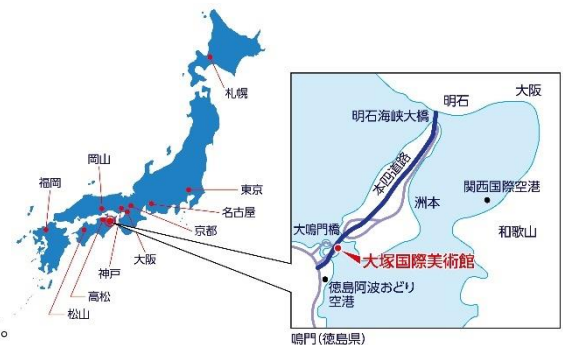 札幌
岡山
福岡
東京
名古屋
京都
大阪
神戸
高松
松山
。
明石
大阪
明石海峡大橋
本四道路
洲本
関西国際空港
大鳴門橋
和歌山
大塚国際美術館
徳島阿波おどり
空港
鳴門(徳島県)